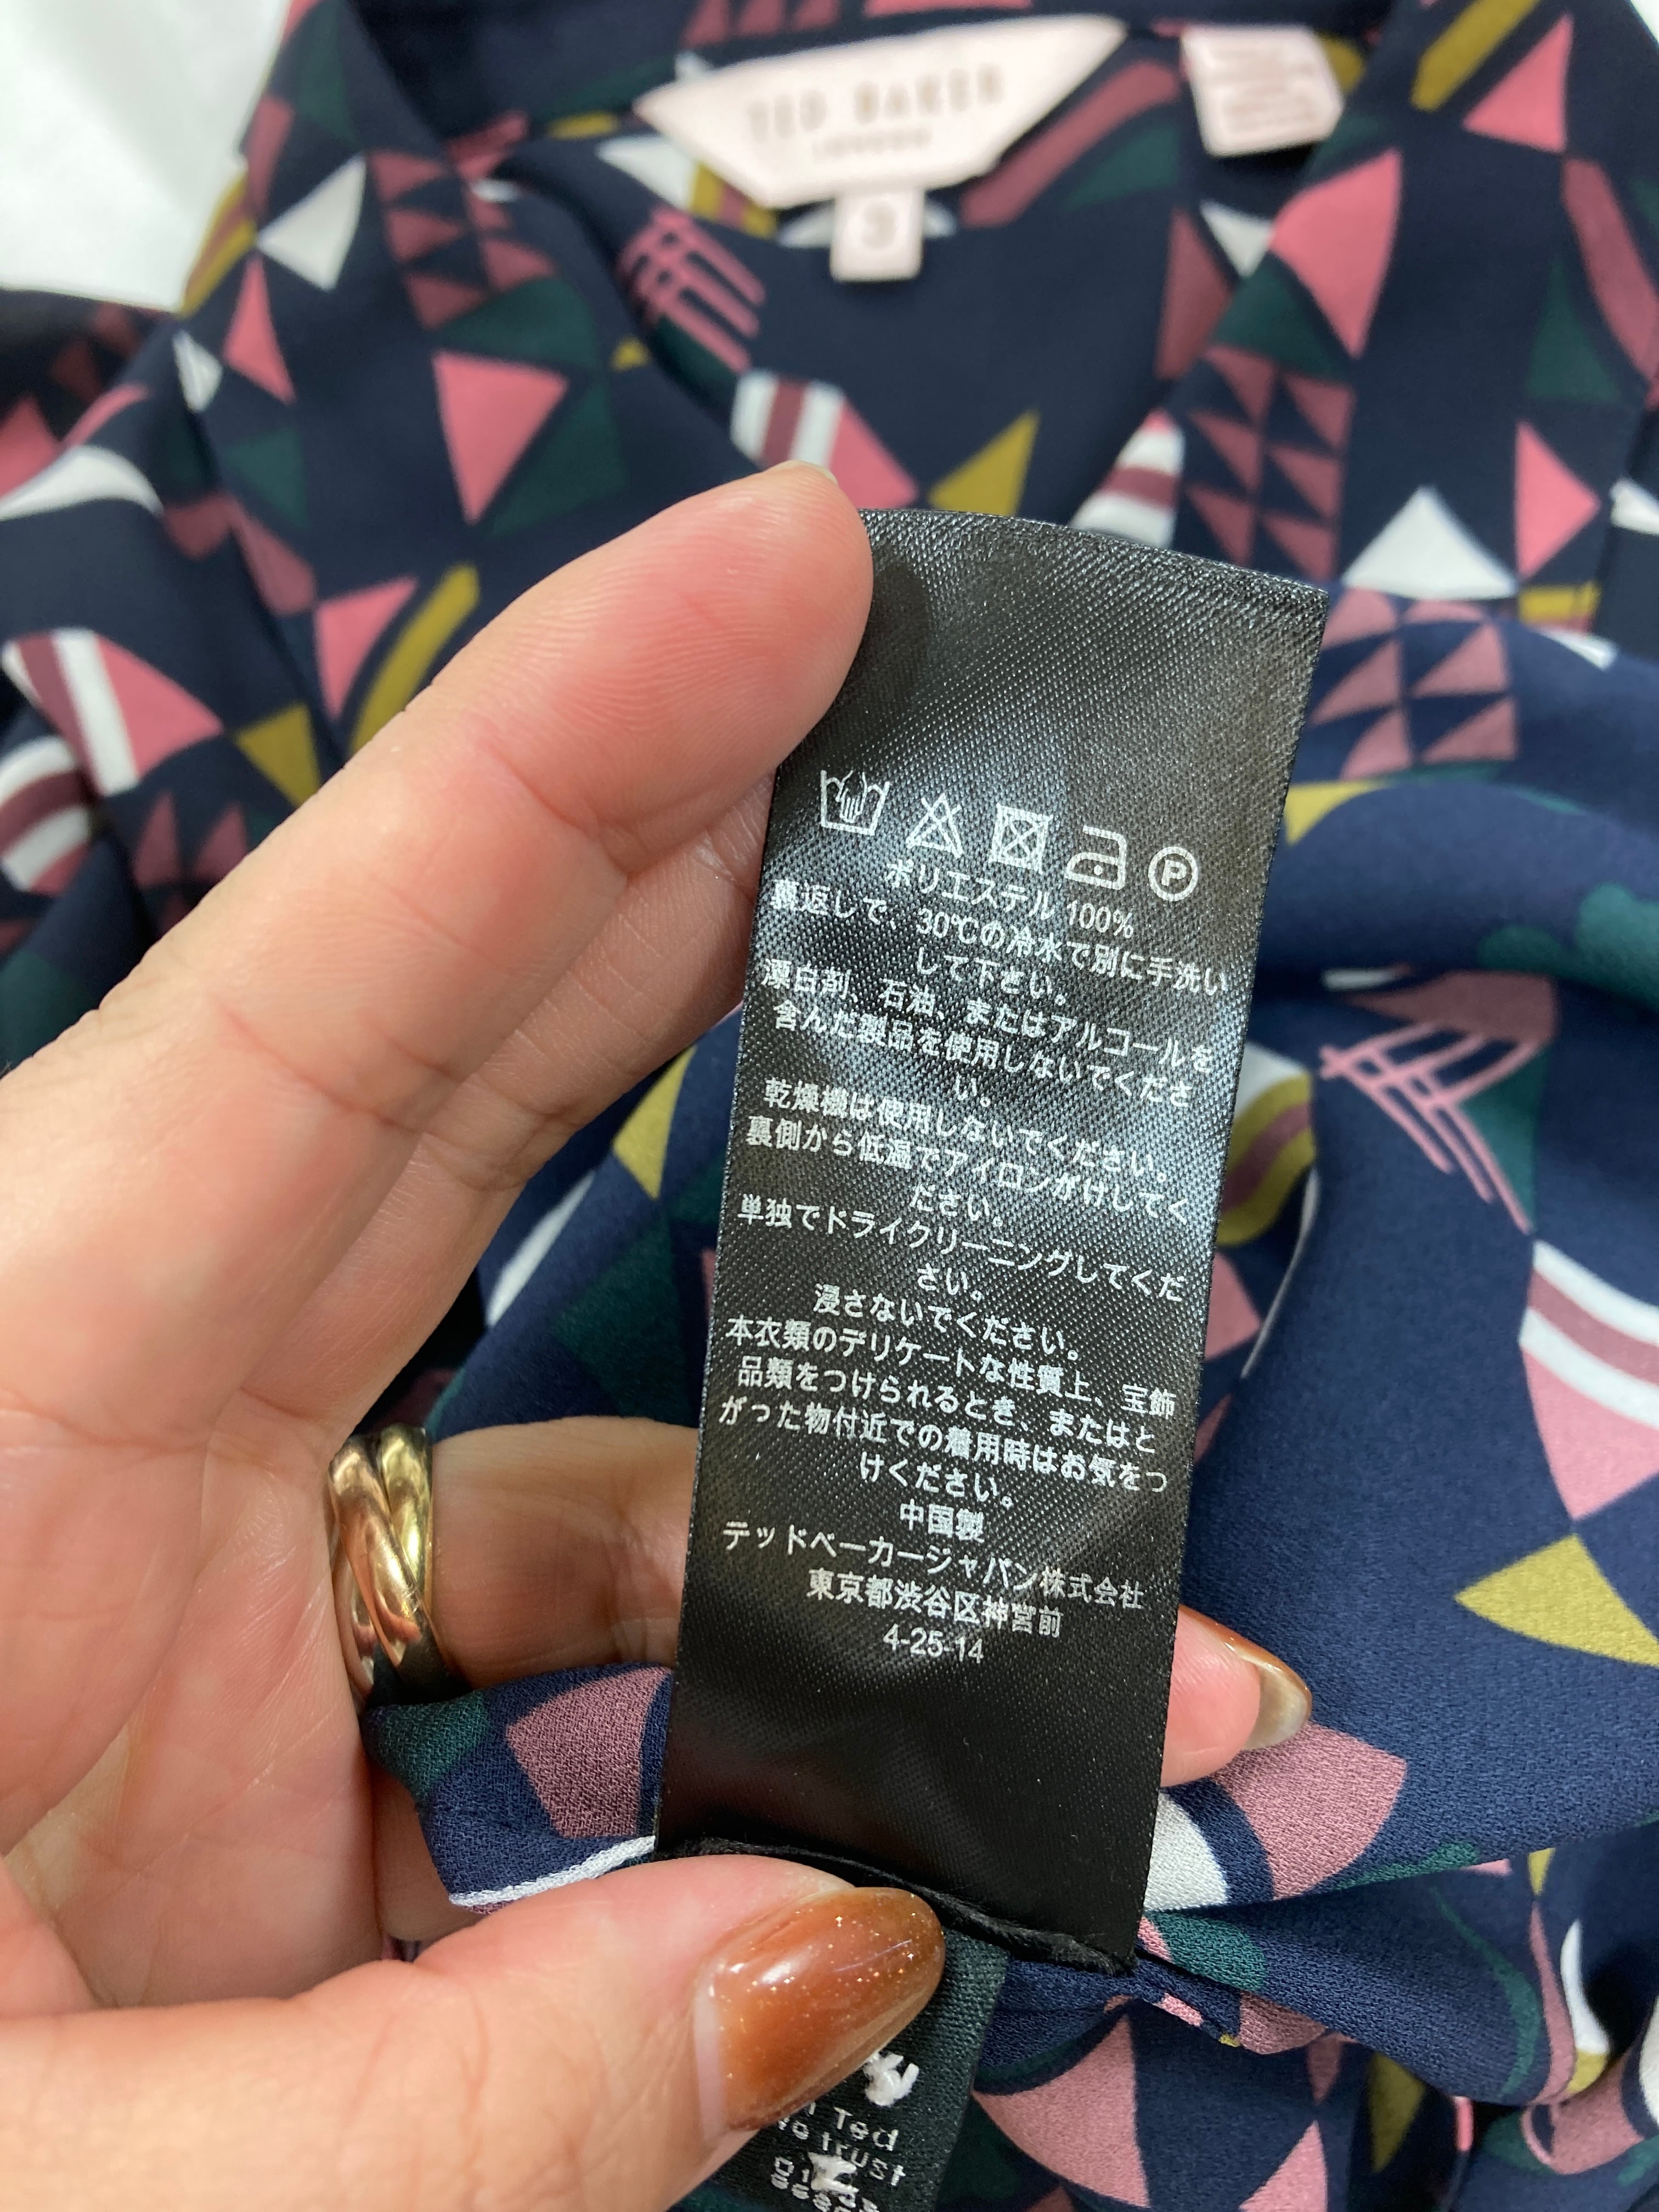 TED BAKER
LONDON
3
P
ポリエステル 100%
裏返して、30℃の冷水で別に手洗い
して下さい。
漂白剤、石油、またはアルコールを
含んだ製品を使用しないでくださ
い。
乾燥機は使用しないでください。
裏側から低温でアイロンがけしてく
ださい。
単独でドライクリーニングしてくだ
さい。
浸さないでください。
本衣類のデリケートな性質上、宝飾
品類をつけられるとき、またはと
がった物付近での着用時はお気をつ
けください。
中国製
テッドベーカージャパン株式会社
東京都渋谷区神宮前
4-25-14
Ted
trust